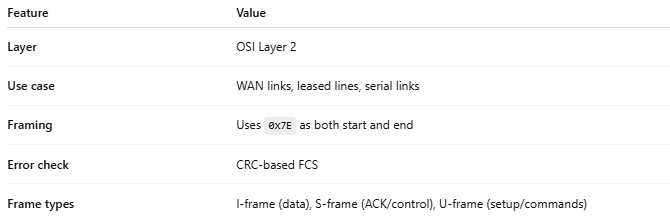 Feature Value
Layer OSI Layer 2
Use case WAN links, leased lines, serial links
Framing Uses 0x7E as both start and end
Error check CRC-based FCS
Frame types I-frame (data), S-frame (ACK/control), U-frame (setup/commands)